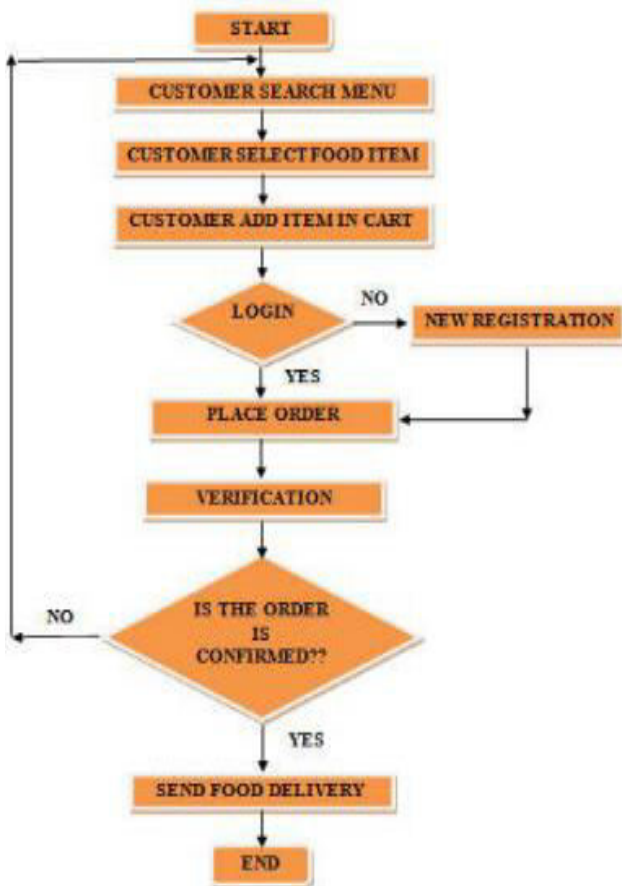 START
CUSTOMER SEARCH MENU
CUSTOMER SELECT FOOD ITEM
CUSTOMER ADD ITEM IN CART
LOGIN
NO
NEW REGISTRATION
YES
PLACE ORDER
VERIFICATION
IS THE ORDER
IS
CONFIRMED??
NO
YES
SEND FOOD DELIVERY
END